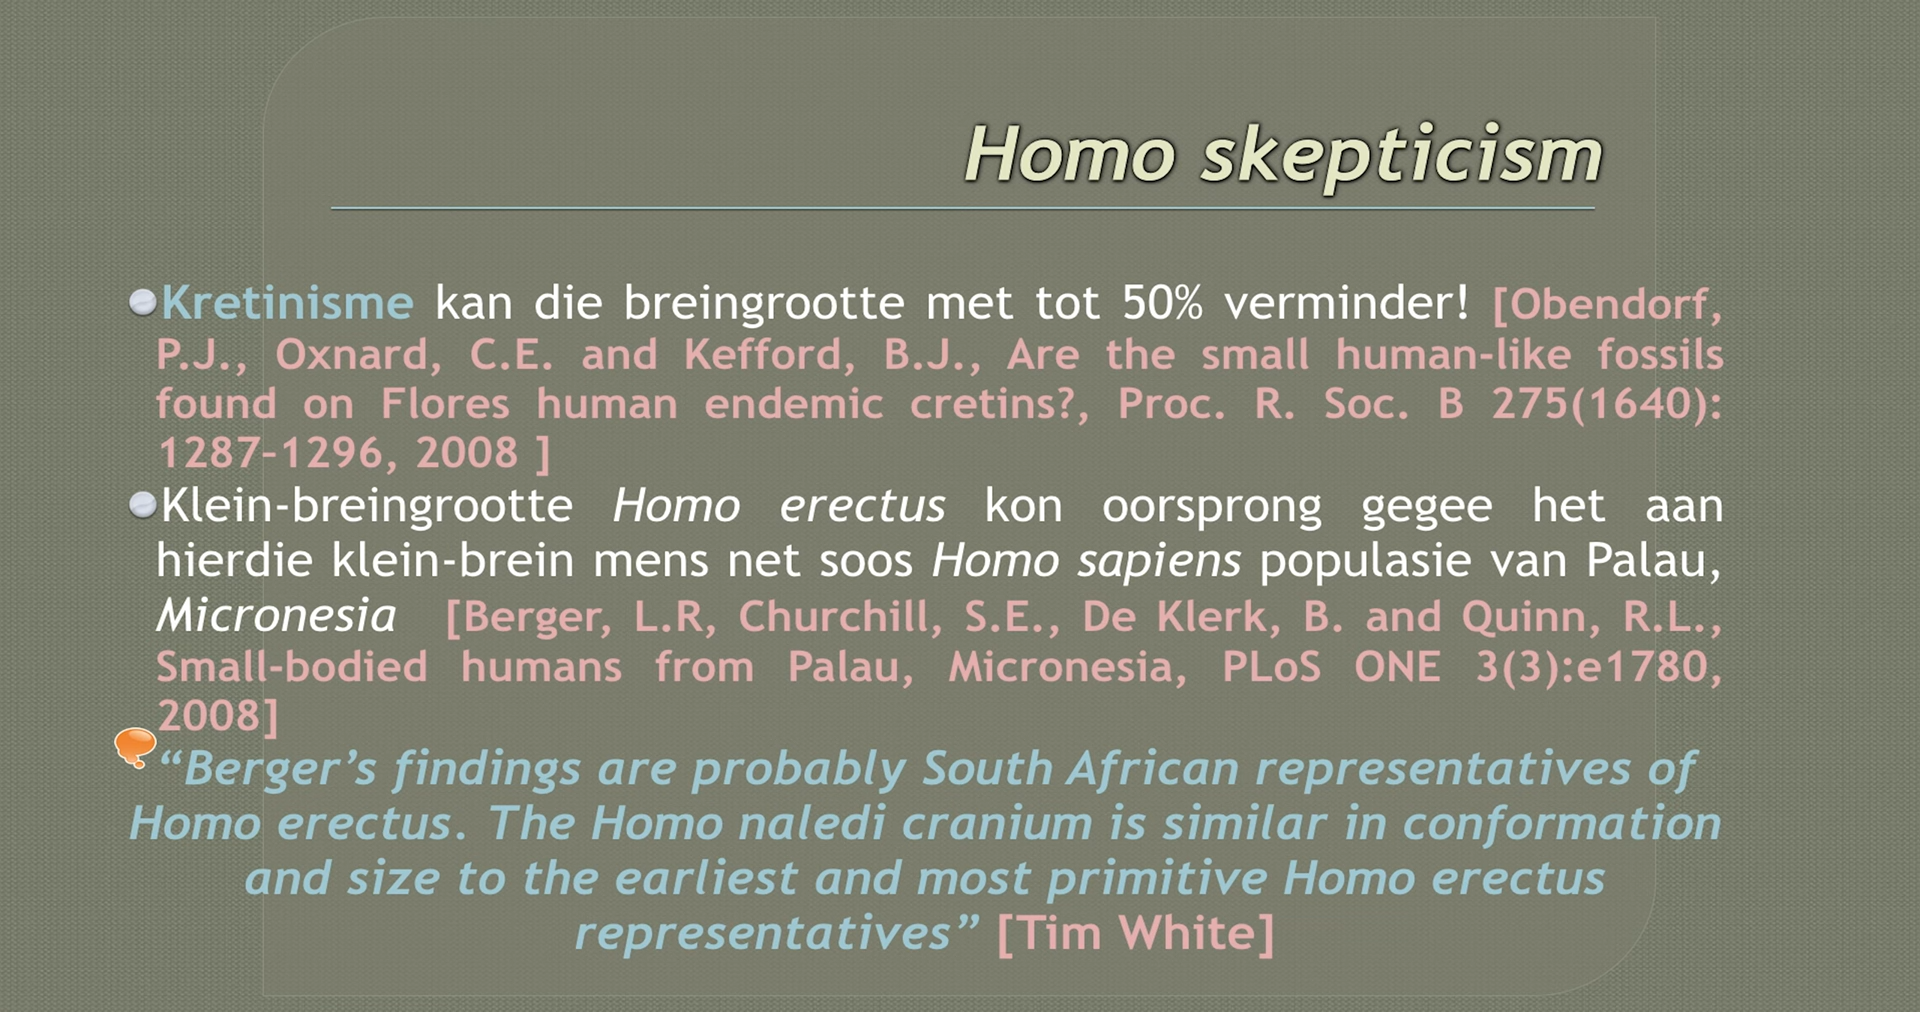 Homo skepticism
Kretinisme kan die breingrootte met tot 50% verminder! [Obendorf,
P.J., Oxnard, C.E. and Kefford, B.J., Are the small human-like fossils
found on Flores human endemic cretins?, Proc. R. Soc. B 275(1640):
1287–1296, 2008 ]
Klein-breingrootte Homo erectus kon oorsprong gegee het aan
hierdie klein-brein mens net soos Homo sapiens populasie van Palau,
Micronesia [Berger, L.R, Churchill, S.E., De Klerk, B. and Quinn, R.L.,
Small-bodied humans from Palau, Micronesia, PLoS ONE 3(3):e1780,
2008]
“Berger’s findings are probably South African representatives of
Homo erectus. The Homo naledi cranium is similar in conformation
and size to the earliest and most primitive Homo erectus
representatives” [Tim White]